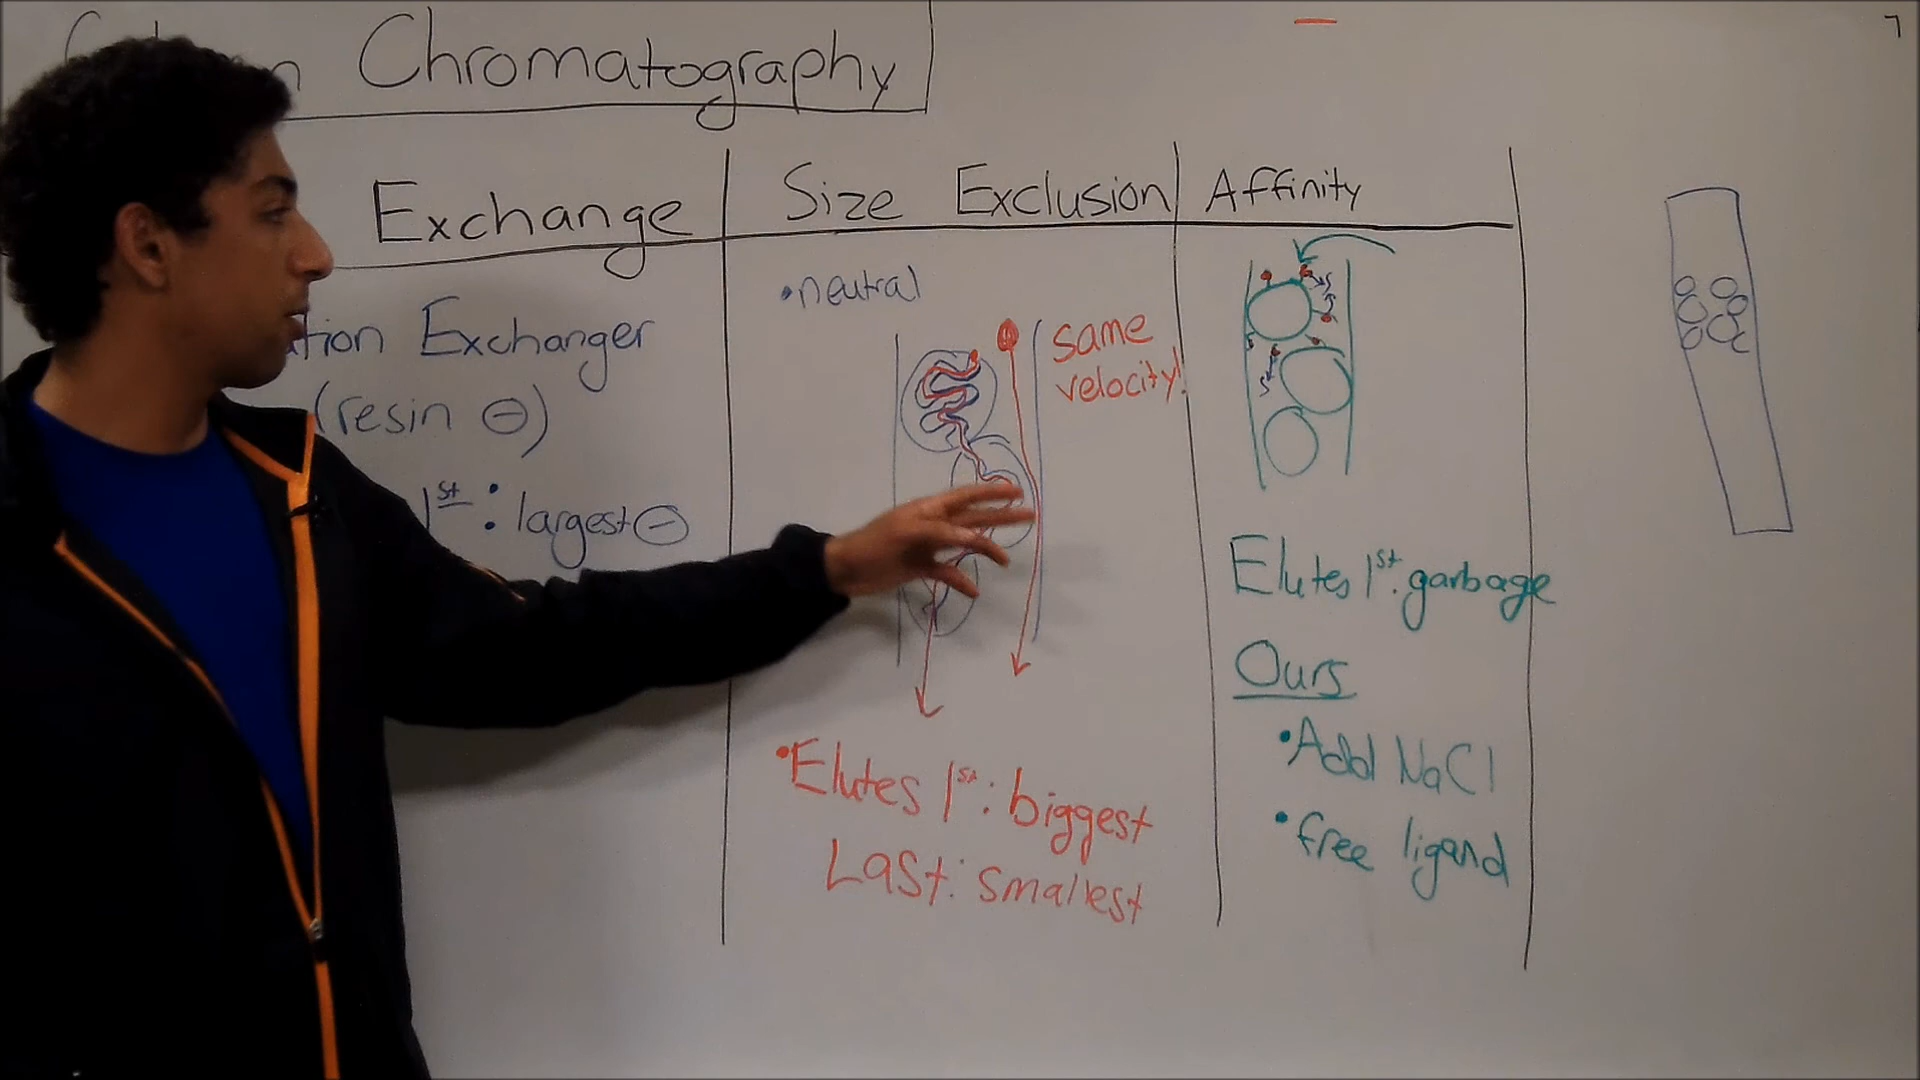 Chromatography
Exchange
Size Exclusion
Affinity
Exchanger
(resin ⊖)
1st: largest ⊖
•neutral
same
velocity!
•Elutes 1st: biggest
Last: smallest
Elutes 1st: garbage
Ours
•Add NaCl
•free ligand